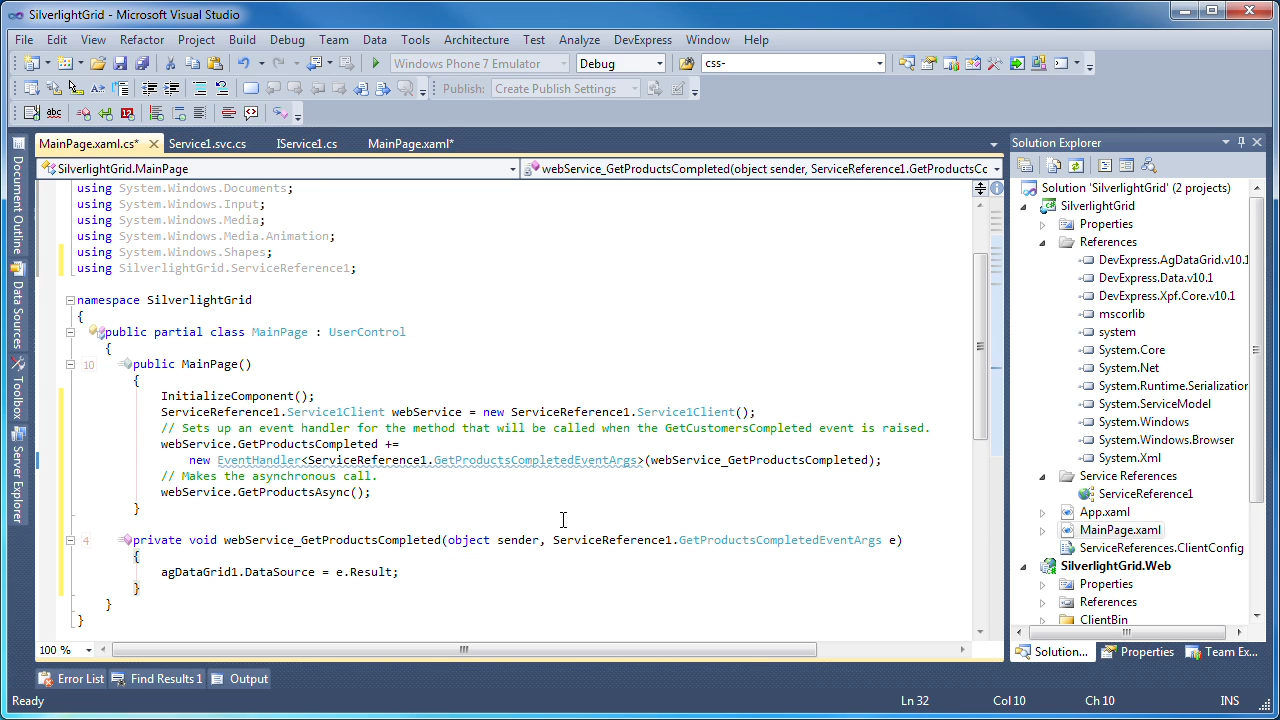 SilverlightGrid - Microsoft Visual Studio
File Edit View Refactor Project Build Debug Team Data Tools Architecture Test Analyze DevExpress Window Help
Windows Phone 7 Emulator Debug css-
Publish: Create Publish Settings
abc
MainPage.xaml.cs* Service1.svc.cs IService1.cs MainPage.xaml*
SilverlightGrid.MainPage webService_GetProductsCompleted(object sender, ServiceReference1.GetProductsCc
using System.Windows.Documents;
using System.Windows.Input;
using System.Windows.Media;
using System.Windows.Media.Animation;
using System.Windows.Shapes;
using SilverlightGrid.ServiceReference1;
namespace SilverlightGrid
{
public partial class MainPage : UserControl
{
10 public MainPage()
{
InitializeComponent();
ServiceReference1.Service1Client webService = new ServiceReference1.Service1Client();
// Sets up an event handler for the method that will be called when the GetCustomersCompleted event is raised.
webService.GetProductsCompleted +=
new EventHandler<ServiceReference1.GetProductsCompletedEventArgs>(webService_GetProductsCompleted);
// Makes the asynchronous call.
webService.GetProductsAsync();
}
4 private void webService_GetProductsCompleted(object sender, ServiceReference1.GetProductsCompletedEventArgs e)
{
agDataGrid1.DataSource = e.Result;
}
}
}
100 %
Document Outline
Data Sources
Toolbox
Server Explorer
Solution Explorer
Solution 'SilverlightGrid' (2 projects)
SilverlightGrid
Properties
References
DevExpress.AgDataGrid.v10.1
DevExpress.Data.v10.1
DevExpress.Xpf.Core.v10.1
mscorlib
system
System.Core
System.Net
System.Runtime.Serialization
System.ServiceModel
System.Windows
System.Windows.Browser
System.Xml
Service References
ServiceReference1
App.xaml
MainPage.xaml
ServiceReferences.ClientConfig
SilverlightGrid.Web
Properties
References
ClientBin
Solution... Properties Team Ex...
Error List Find Results 1 Output
Ready Ln 32 Col 10 Ch 10 INS